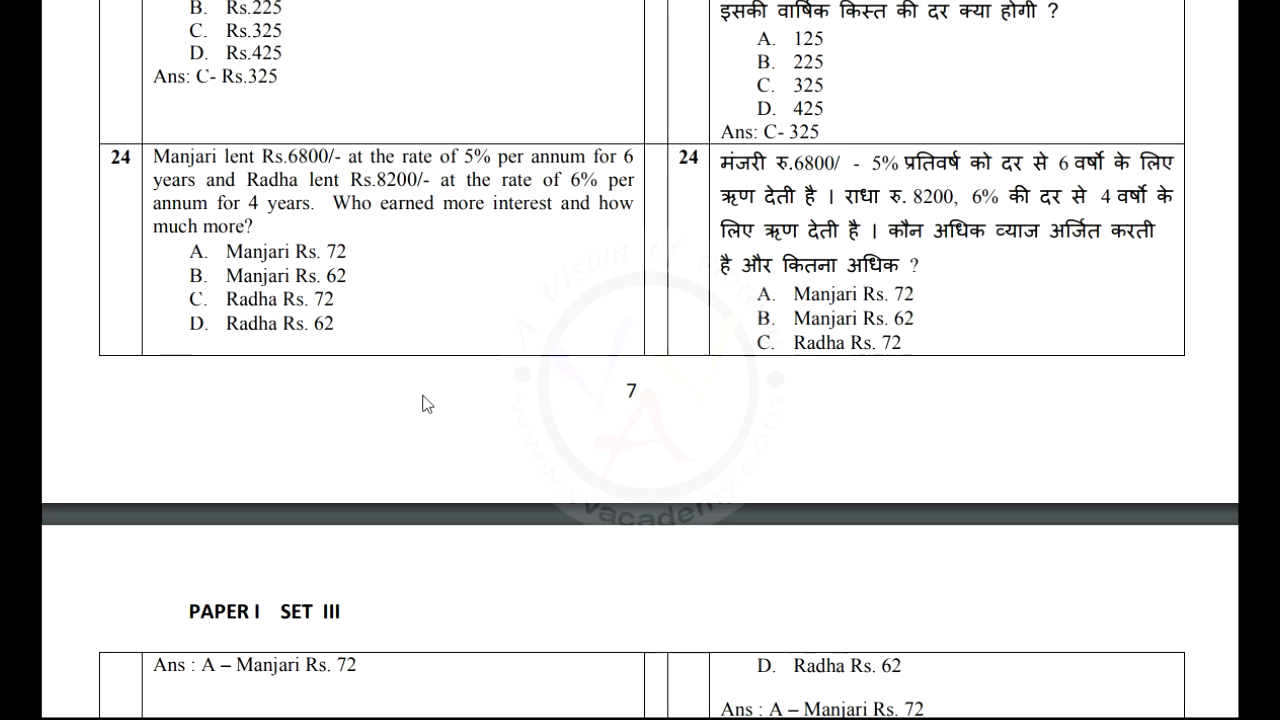 B. Rs.225
C. Rs.325
D. Rs.425
Ans: C- Rs.325
इसकी वार्षिक किस्त की दर क्या होगी ?
A. 125
B. 225
C. 325
D. 425
Ans: C- 325
24
Manjari lent Rs.6800/- at the rate of 5% per annum for 6
years and Radha lent Rs.8200/- at the rate of 6% per
annum for 4 years. Who earned more interest and how
much more?
A. Manjari Rs. 72
B. Manjari Rs. 62
C. Radha Rs. 72
D. Radha Rs. 62
24
मंजरी रु.6800/ - 5% प्रतिवर्ष को दर से 6 वर्षो के लिए
ऋण देती है । राधा रु. 8200, 6% की दर से 4 वर्षो के
लिए ऋण देती है । कौन अधिक व्याज अर्जित करती
है और कितना अधिक ?
A. Manjari Rs. 72
B. Manjari Rs. 62
C. Radha Rs. 72
A Vision of
www.vvacademy.com
7
PAPER I SET III
Ans : A – Manjari Rs. 72
D. Radha Rs. 62
Ans : A – Manjari Rs. 72